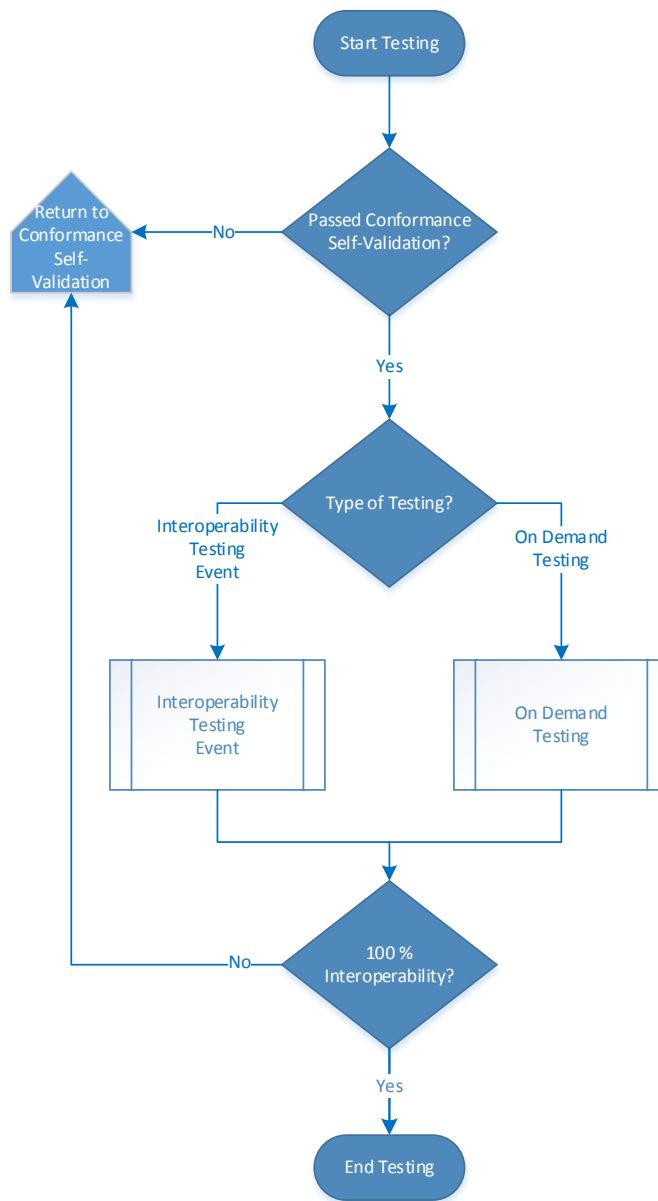 Start Testing
Return to
Conformance
Self-
Validation
No
Passed Conformance
Self-Validation?
Yes
Type of Testing?
Interoperability
Testing
Event
On Demand
Testing
Interoperability
Testing
Event
On Demand
Testing
No
100 %
Interoperability?
Yes
End Testing